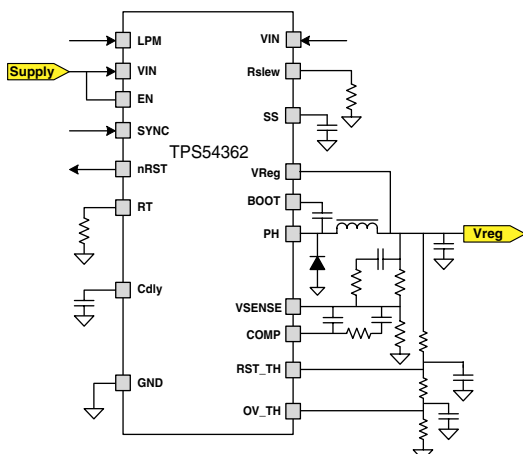 LPM
VIN
Supply
VIN
Rslew
EN
SS
SYNC
TPS54362
nRST
VReg
RT
BOOT
PH
Vreg
Cdly
VSENSE
COMP
RST_TH
GND
OV_TH